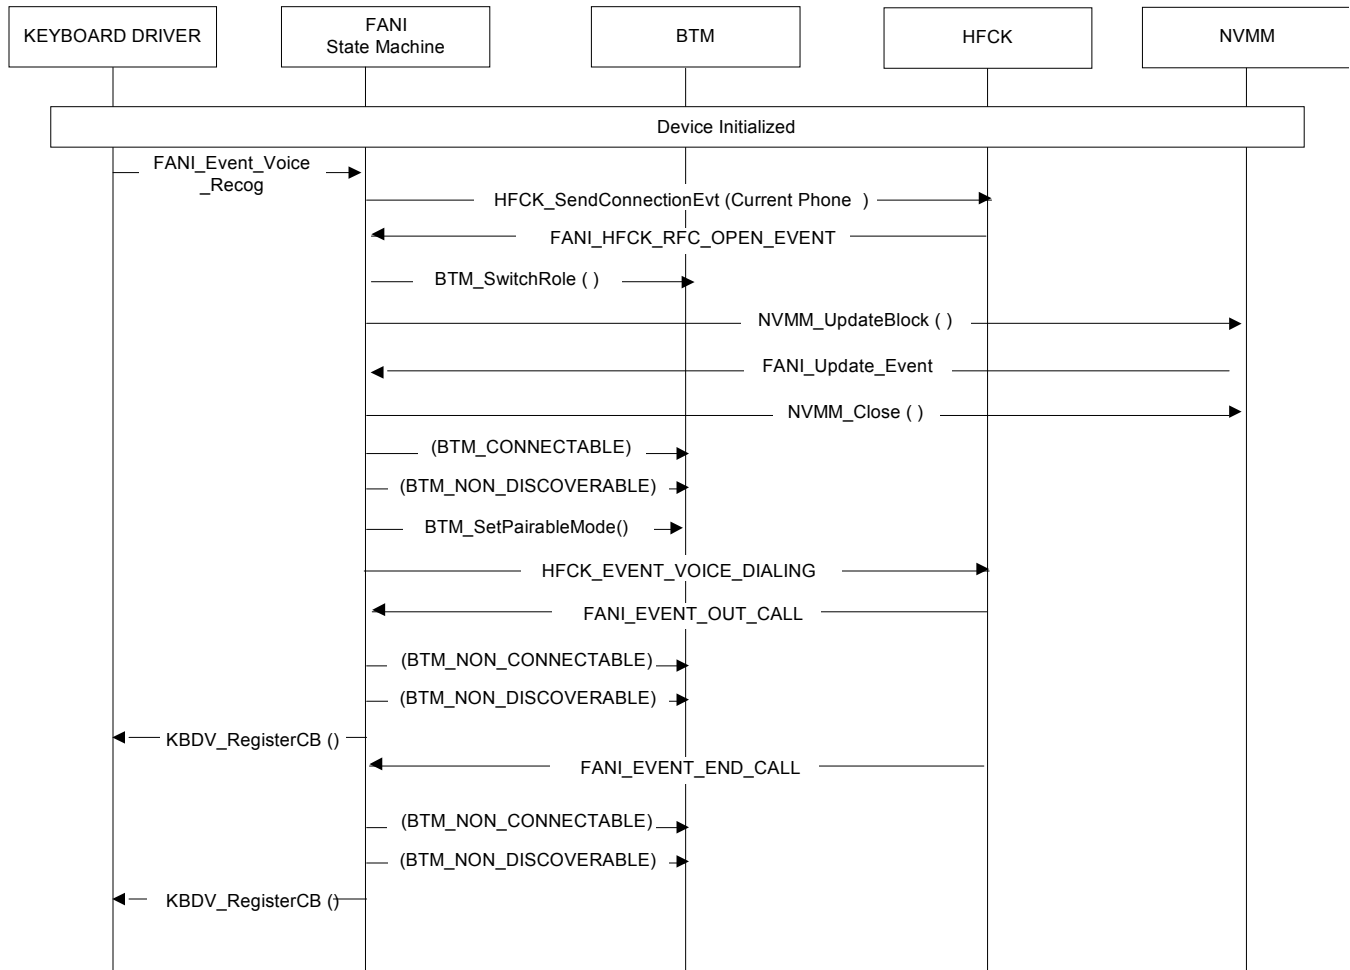 KEYBOARD DRIVER
FANI
State Machine
BTM
HFCK
NVMM
Device Initialized
FANI_Event_Voice
_Recog
HFCK_SendConnectionEvt (Current Phone )
FANI_HFCK_RFC_OPEN_EVENT
BTM_SwitchRole ( )
NVMM_UpdateBlock ( )
FANI_Update_Event
NVMM_Close ( )
(BTM_CONNECTABLE)
(BTM_NON_DISCOVERABLE)
BTM_SetPairableMode()
HFCK_EVENT_VOICE_DIALING
FANI_EVENT_OUT_CALL
(BTM_NON_CONNECTABLE)
(BTM_NON_DISCOVERABLE)
KBDV_RegisterCB ()
FANI_EVENT_END_CALL
(BTM_NON_CONNECTABLE)
(BTM_NON_DISCOVERABLE)
KBDV_RegisterCB ()